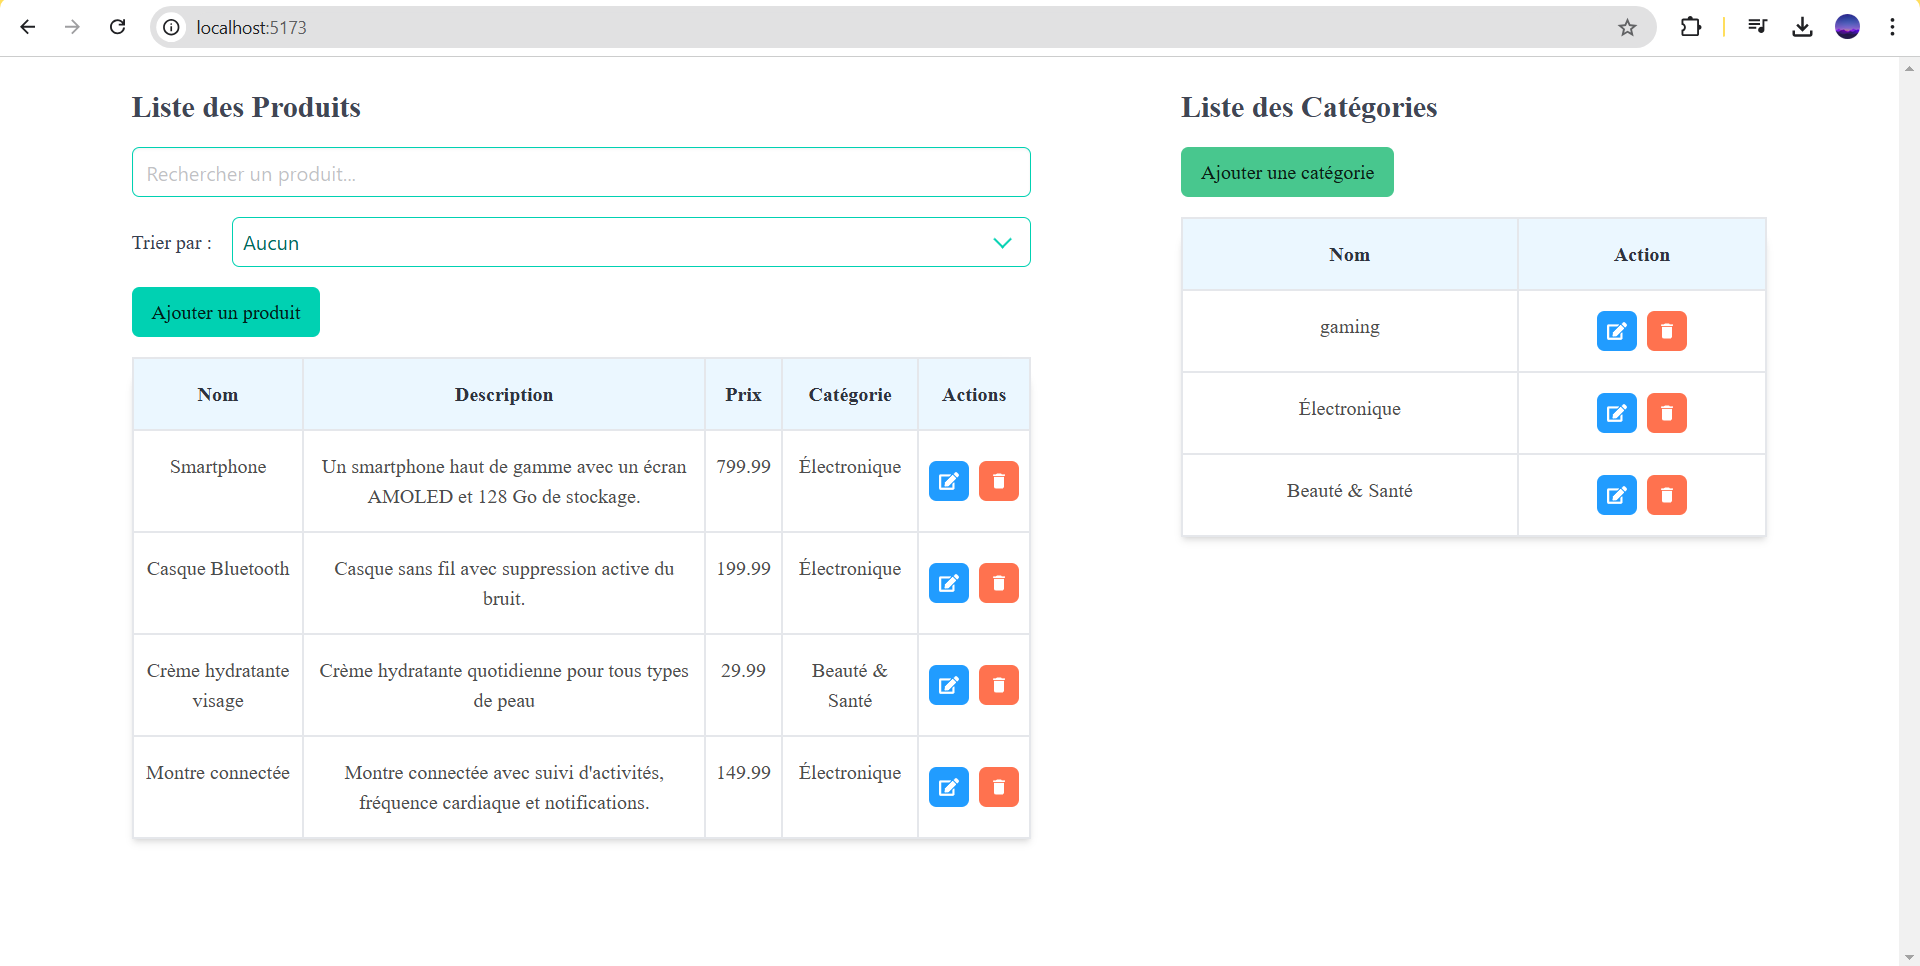 localhost:5173
Liste des Produits
Rechercher un produit...
Trier par :
Aucun
Ajouter un produit
Nom Description Prix Catégorie Actions
Smartphone
Un smartphone haut de gamme avec un écran
AMOLED et 128 Go de stockage.
799.99
Électronique
Casque Bluetooth
Casque sans fil avec suppression active du
bruit.
199.99
Électronique
Crème hydratante
visage
Crème hydratante quotidienne pour tous types
de peau
29.99
Beauté &
Santé
Montre connectée
Montre connectée avec suivi d'activités,
fréquence cardiaque et notifications.
149.99
Électronique
Liste des Catégories
Ajouter une catégorie
Nom Action
gaming
Électronique
Beauté & Santé